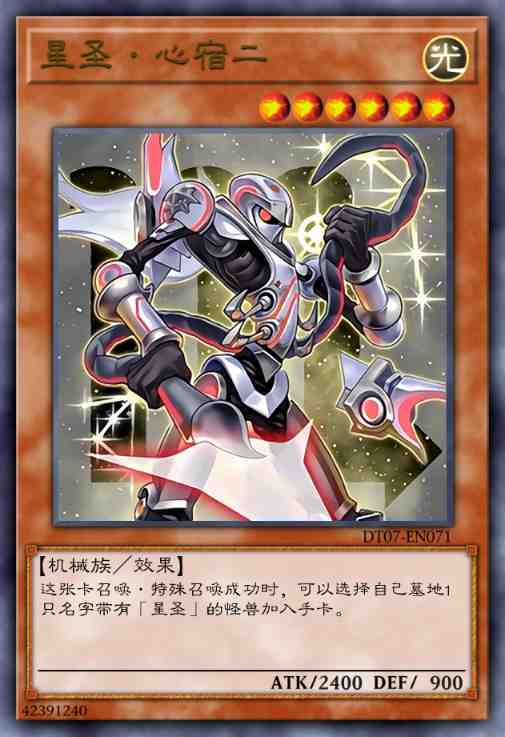 星圣·心宿二
光
DT07-EN071
【机械族／效果】
这张卡召唤·特殊召唤成功时，可以选择自己墓地1
只名字带有「星圣」的怪兽加入手卡。
ATK/2400 DEF/ 900
42391240